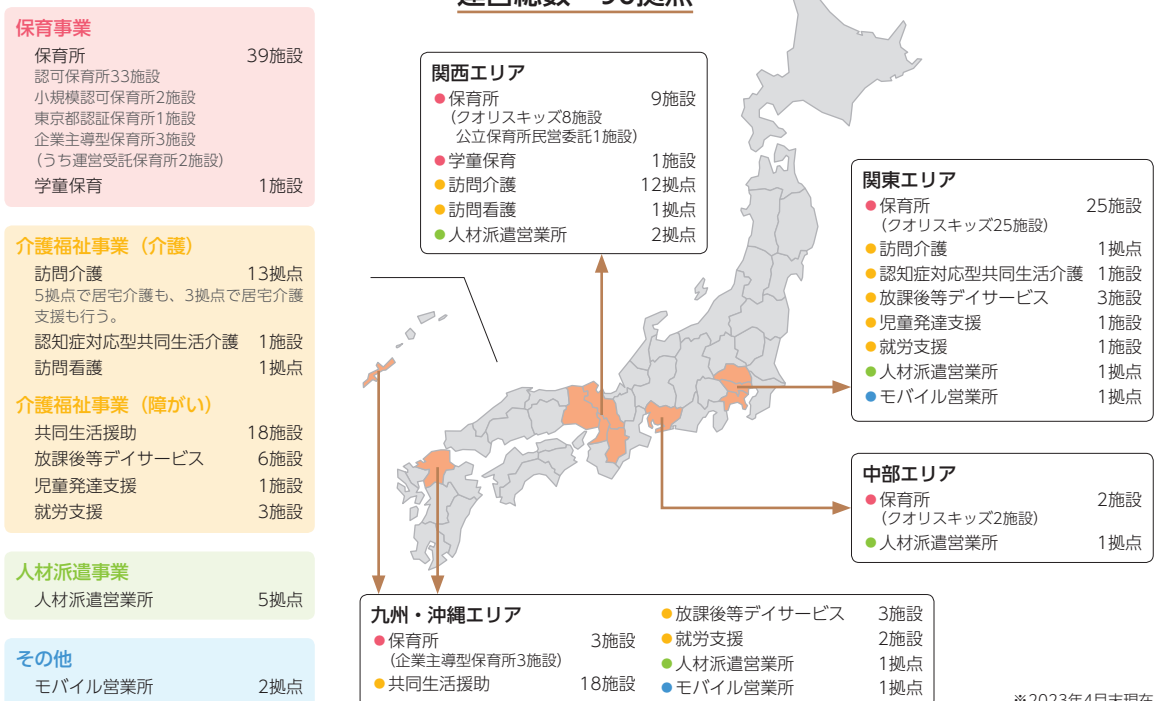 運営総数 90拠点
保育事業
保育所 39施設
認可保育所33施設
小規模認可保育所2施設
東京都認証保育所1施設
企業主導型保育所3施設
(うち運営受託保育所2施設)
学童保育 1施設
介護福祉事業（介護）
訪問介護 13拠点
5拠点で居宅介護も、3拠点で居宅介護
支援も行う。
認知症対応型共同生活介護 1施設
訪問看護 1拠点
介護福祉事業（障がい）
共同生活援助 18施設
放課後等デイサービス 6施設
児童発達支援 1施設
就労支援 3施設
人材派遣事業
人材派遣営業所 5拠点
その他
モバイル営業所 2拠点
関西エリア
●保育所 9施設
(クオリスキッズ8施設
公立保育所民営委託1施設)
●学童保育 1施設
●訪問介護 12拠点
●訪問看護 1拠点
●人材派遣営業所 2拠点
関東エリア
●保育所 25施設
(クオリスキッズ25施設)
●訪問介護 1拠点
●認知症対応型共同生活介護 1施設
●放課後等デイサービス 3施設
●児童発達支援 1施設
●就労支援 1施設
●人材派遣営業所 1拠点
●モバイル営業所 1拠点
中部エリア
●保育所 2施設
(クオリスキッズ2施設)
●人材派遣営業所 1拠点
九州・沖縄エリア
●保育所 3施設
(企業主導型保育所3施設)
●共同生活援助 18施設
●放課後等デイサービス 3施設
●就労支援 2施設
●人材派遣営業所 1拠点
●モバイル営業所 1拠点
※2023年4月末現在